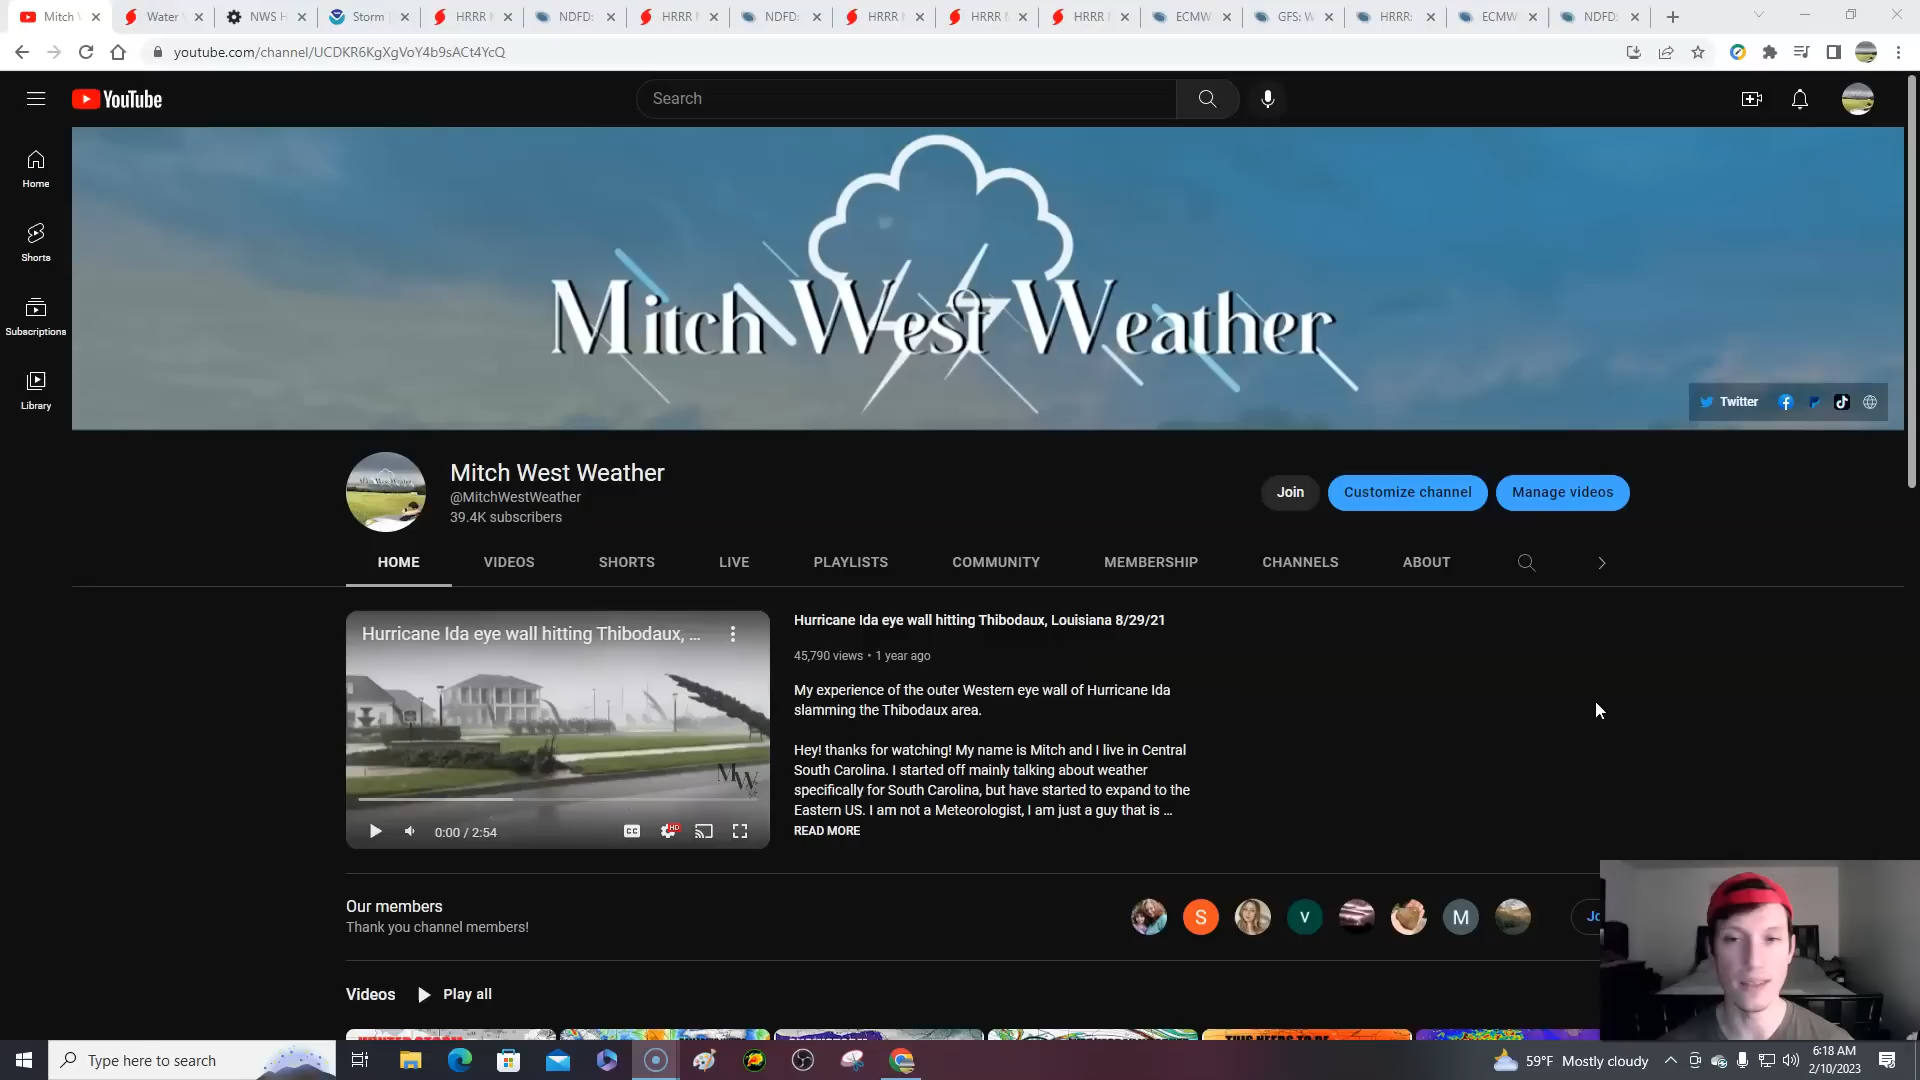 Mitch
Water
NWS H
Storm
HRRR
NDFD:
HRRR
NDFD:
HRRR
HRRR
HRRR
ECMW
GFS: W
HRRR:
ECMW
NDFD:
youtube.com/channel/UCDKR6KgXgVoY4b9sACt4YcQ
YouTube
Search
Home
Shorts
Subscriptions
Library
Mitch West Weather
Twitter
Mitch West Weather
@MitchWestWeather
39.4K subscribers
Join
Customize channel
Manage videos
HOME
VIDEOS
SHORTS
LIVE
PLAYLISTS
COMMUNITY
MEMBERSHIP
CHANNELS
ABOUT
Hurricane Ida eye wall hitting Thibodaux, ...
MW
CC
HD
0:00 / 2:54
Hurricane Ida eye wall hitting Thibodaux, Louisiana 8/29/21
45,790 views • 1 year ago
My experience of the outer Western eye wall of Hurricane Ida
slamming the Thibodaux area.
Hey! thanks for watching! My name is Mitch and I live in Central
South Carolina. I started off mainly talking about weather
specifically for South Carolina, but have started to expand to the
Eastern US. I am not a Meteorologist, I am just a guy that is ...
READ MORE
Our members
Thank you channel members!
S
V
M
Jo
Videos
Play all
Type here to search
59°F Mostly cloudy
6:18 AM
2/10/2023